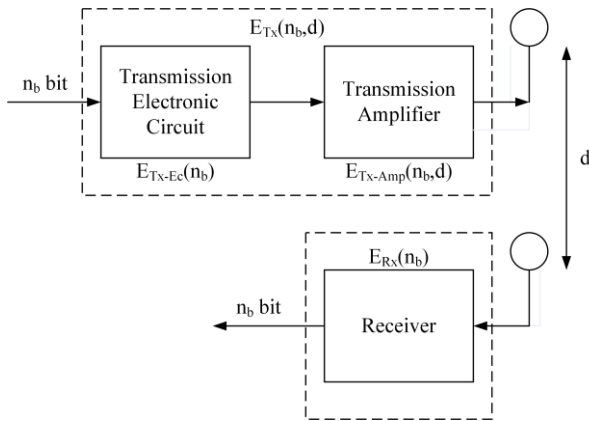 E_Tx(n_b,d)
n_b bit
Transmission
Electronic
Circuit
Transmission
Amplifier
E_Tx-Ec(n_b)
E_Tx-Amp(n_b,d)
d
E_Rx(n_b)
n_b bit
Receiver